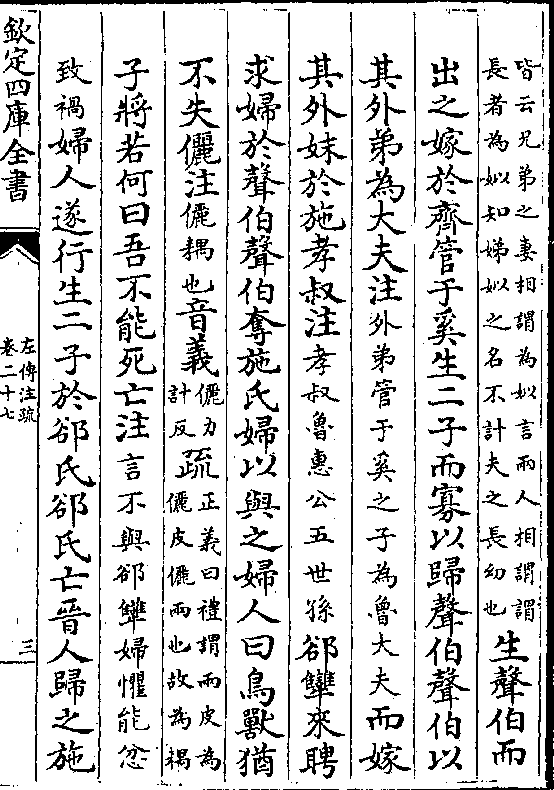 皆云兄弟之妻相謂為姒言兩人相謂謂
長者為姒知娣姒之名不計夫之長幼也
生聲伯而
出之嫁於齊管于奚生二子而寡以歸聲伯聲伯以
其外弟為大夫注外弟管于奚之子為魯大夫而嫁
其外妹於施孝叔注孝叔魯惠公五世孫郤犨來聘
求婦於聲伯聲伯奪施氏婦以與之婦人曰鳥獸猶
不失儷注儷耦也音義儷力
計反
疏正義曰禮謂兩皮為
儷皮儷兩也故為耦
子將若何曰吾不能死亡注言不與郤犨婦懼能忿
致禍婦人遂行生二子於郤氏郤氏亡晉人歸之施
欽定四庫全書
左傳注疏
卷二十七
三